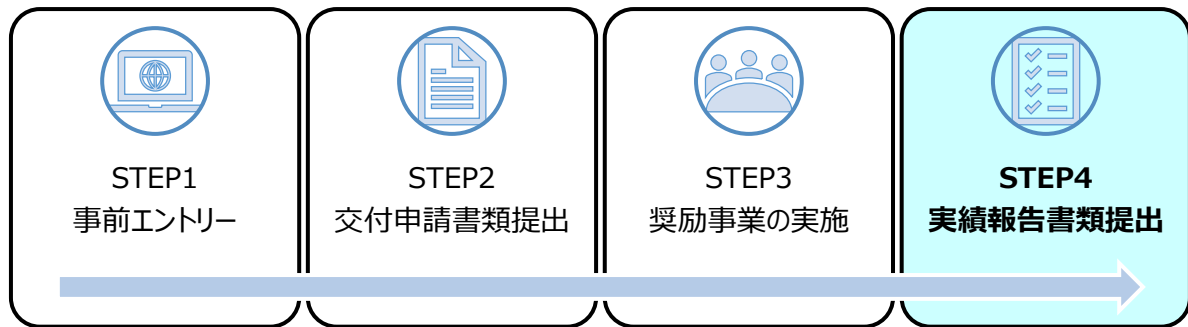 STEP1
事前エントリー
STEP2
交付申請書類提出
STEP3
奨励事業の実施
STEP4
実績報告書類提出